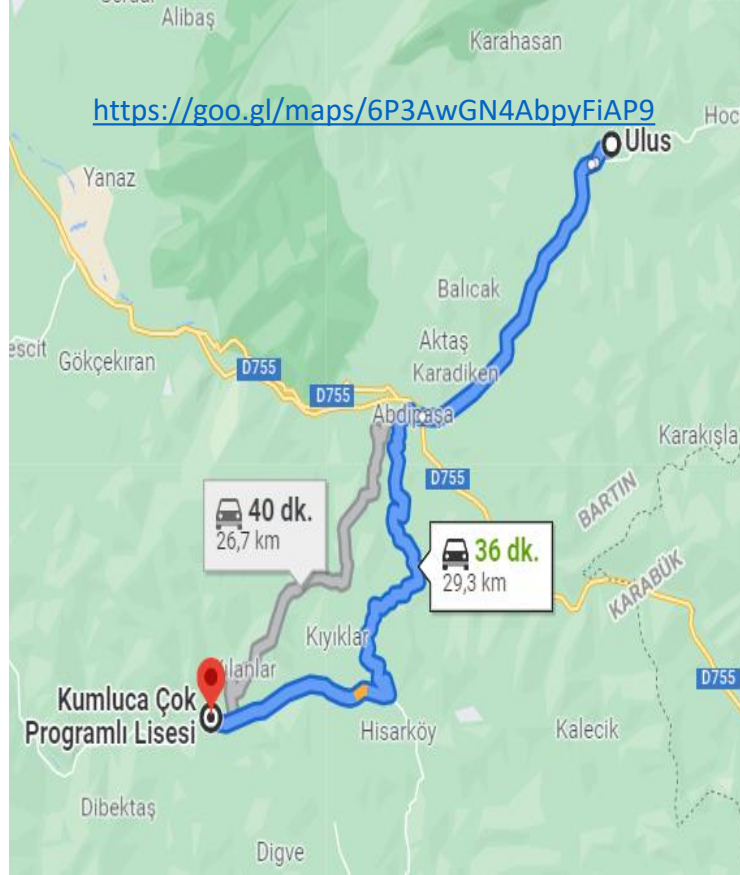 Alibaş
Karahasan
https://goo.gl/maps/6P3AwGN4AbpyFiAP9
Ulus
Yanaz
Balıcak
Aktaş
Karadiken
Gökçekıran
D755
D755
Abdipaşa
Karakışla
D755
40 dk.
26,7 km
BARTIN
KARABÜK
36 dk.
29,3 km
Kıyıklar
D755
Kumluca Çok
Programlı Lisesi
Hisarköy
Kalecik
Dibektaş
Digve